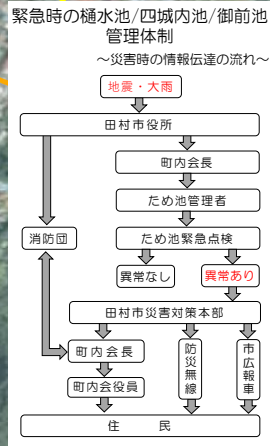 緊急時の樋水池/四城内池/御前池
管理体制
～災害時の情報伝達の流れ～
地震・大雨
田村市役所
町内会長
ため池管理者
消防団
ため池緊急点検
異常なし
異常あり
田村市災害対策本部
町内会長
防災無線
市広報車
町内会役員
住　民